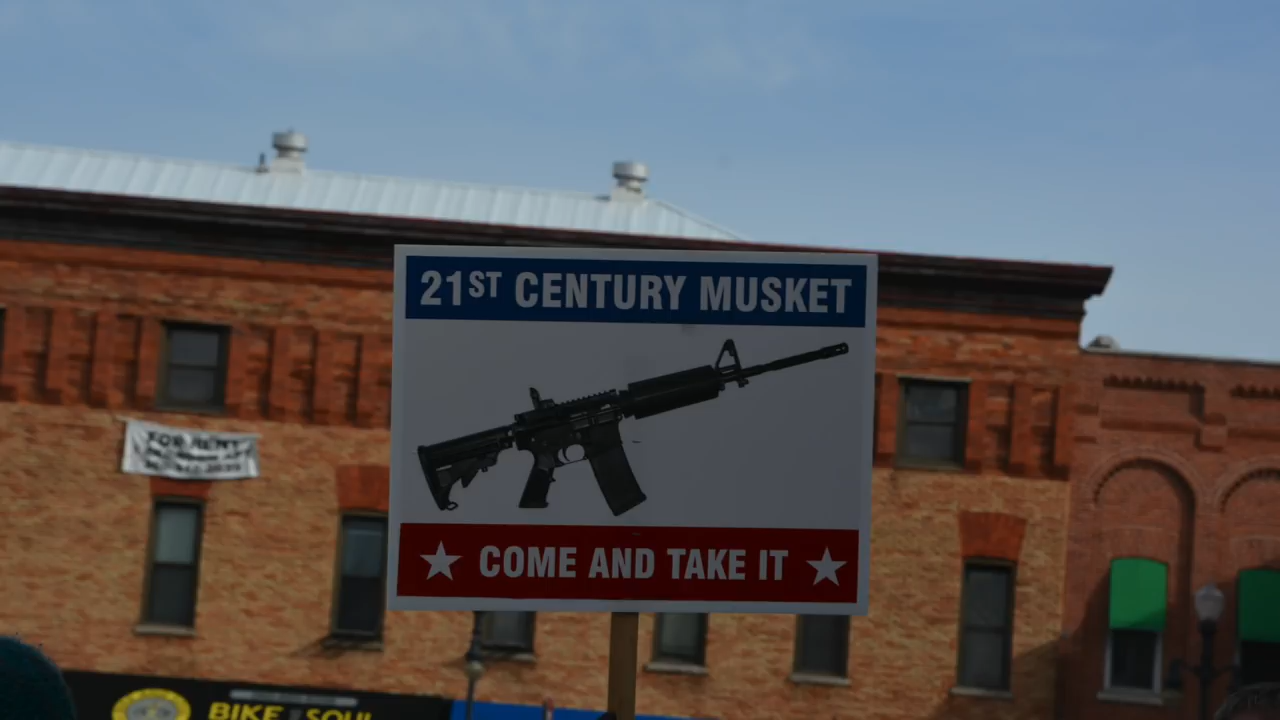 21ST CENTURY MUSKET
COME AND TAKE IT
FOR RENT
BIKE SOUL